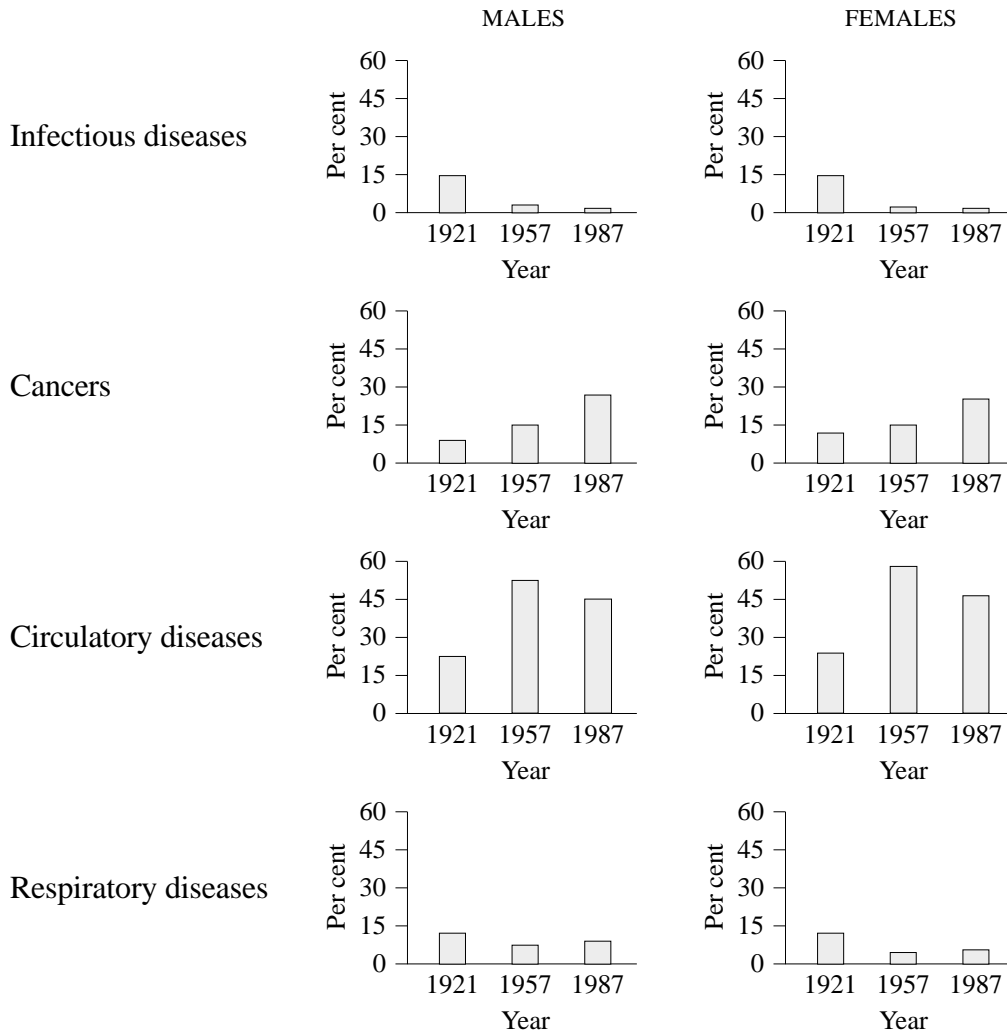 MALES FEMALES
Infectious diseases
Per cent
60
45
30
15
0
1921 1957 1987
Year
Per cent
60
45
30
15
0
1921 1957 1987
Year
Cancers
Per cent
60
45
30
15
0
1921 1957 1987
Year
Per cent
60
45
30
15
0
1921 1957 1987
Year
Circulatory diseases
Per cent
60
45
30
15
0
1921 1957 1987
Year
Per cent
60
45
30
15
0
1921 1957 1987
Year
Respiratory diseases
Per cent
60
45
30
15
0
1921 1957 1987
Year
Per cent
60
45
30
15
0
1921 1957 1987
Year